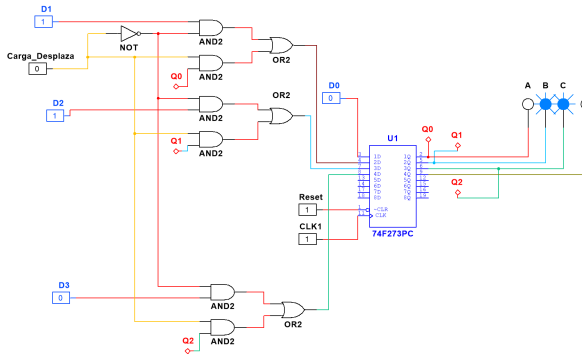 D1
1
AND2
NOT
OR2
Carga_Desplaza
0
AND2
Q0
D2
1
AND2
OR2
Q1
AND2
D0
0
U1
1D
2D
3D
4D
5D
6D
7D
8D
1Q
2Q
3Q
4Q
5Q
6Q
7Q
8Q
~CLR
CLK
74F273PC
Q0
Q1
Q2
A
B
C
Reset
1
CLK1
1
D3
0
AND2
OR2
Q2
AND2